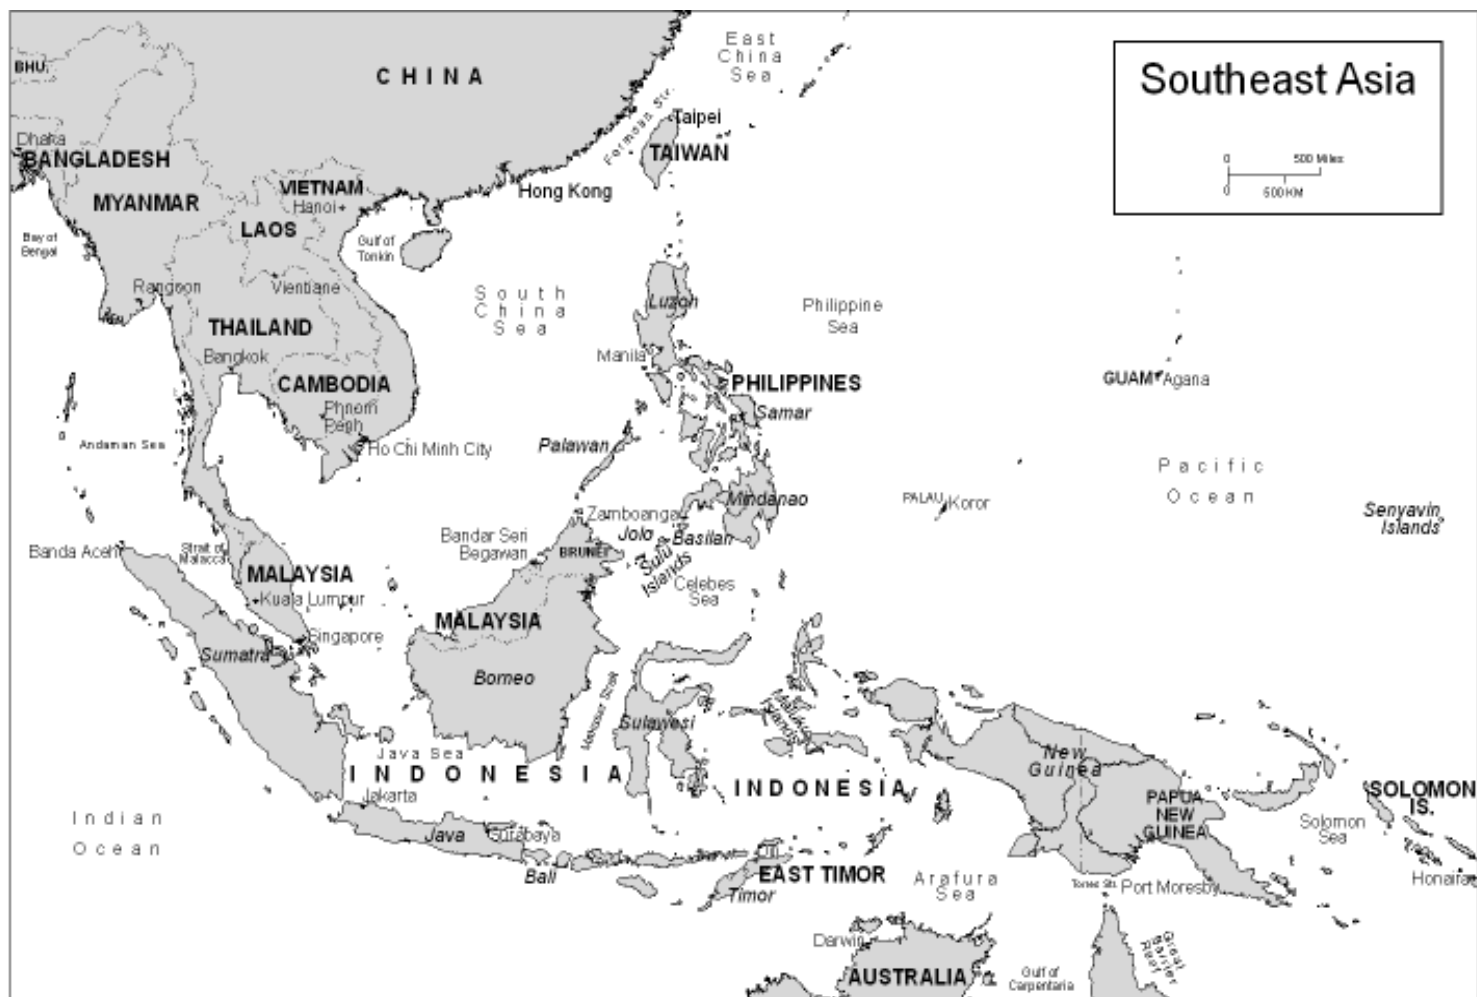 Southeast Asia
0 500 Miles
0 500 KM
East
China
Sea
BHU.
CHINA
Formosan Str.
Taipei
TAIWAN
Dhaka
BANGLADESH
MYANMAR
VIETNAM
Hanoi
Hong Kong
LAOS
Bay of
Bengal
Gulf of
Tonkin
Rangoon
Vientiane
South
China
Sea
Luzon
Philippine
Sea
THAILAND
Bangkok
Manila
CAMBODIA
PHILIPPINES
GUAM
Agana
Phnom
Penh
Samar
Andaman Sea
Ho Chi Minh City
Palawan
Pacific
Ocean
Mindanao
PALAU
Koror
Senyavin
Islands
Zamboanga
Jolo
Basilan
Bandar Seri
Begawan
BRUNEI
Sulu
Islands
Banda Aceh
Strait of
Malacca
MALAYSIA
Kuala Lumpur
Celebes
Sea
MALAYSIA
Singapore
Sumatra
Borneo
Makassar Strait
Sulawesi
Islands
Java Sea
INDONESIA
INDONESIA
New
Guinea
Jakarta
PAPUA
NEW
GUINEA
SOLOMON
IS.
Indian
Ocean
Java
Surabaya
Solomon
Sea
Bali
EAST TIMOR
Timor
Arafura
Sea
Torres Str.
Port Moresby
Honaira
Darwin
AUSTRALIA
Gulf of
Carpentaria
Great
Barrier
Reef